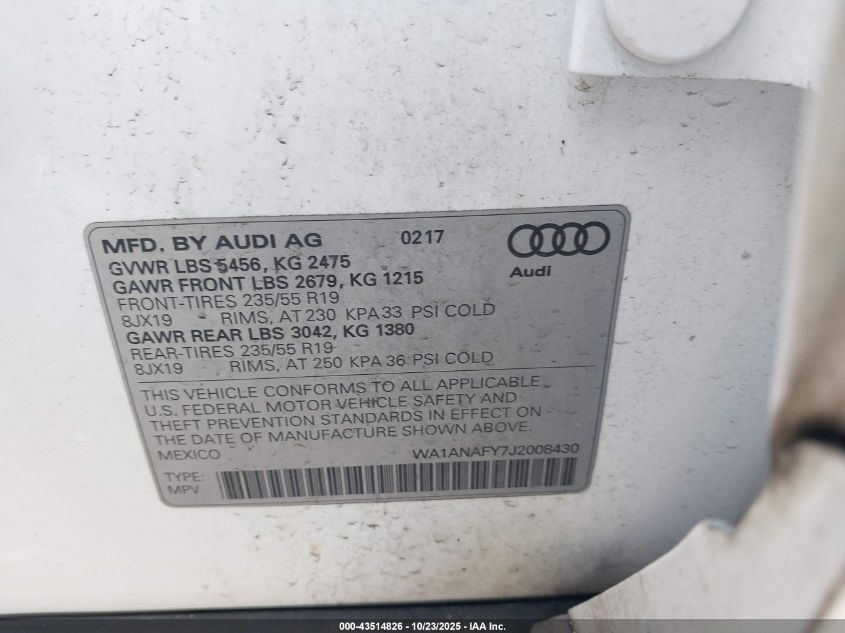 MFD. BY AUDI AG 0217
Audi
GVWR LBS 5456, KG 2475
GAWR FRONT LBS 2679, KG 1215
FRONT-TIRES 235/55 R19
8JX19 RIMS, AT 230 KPA 33 PSI COLD
GAWR REAR LBS 3042, KG 1380
REAR-TIRES 235/55 R19
8JX19 RIMS, AT 250 KPA 36 PSI COLD
THIS VEHICLE CONFORMS TO ALL APPLICABLE
U.S. FEDERAL MOTOR VEHICLE SAFETY AND
THEFT PREVENTION STANDARDS IN EFFECT ON
THE DATE OF MANUFACTURE SHOWN ABOVE.
MEXICO WA1ANAFY7J2008430
TYPE:
MPV
000-43514826 - 10/23/2025 - IAA Inc.